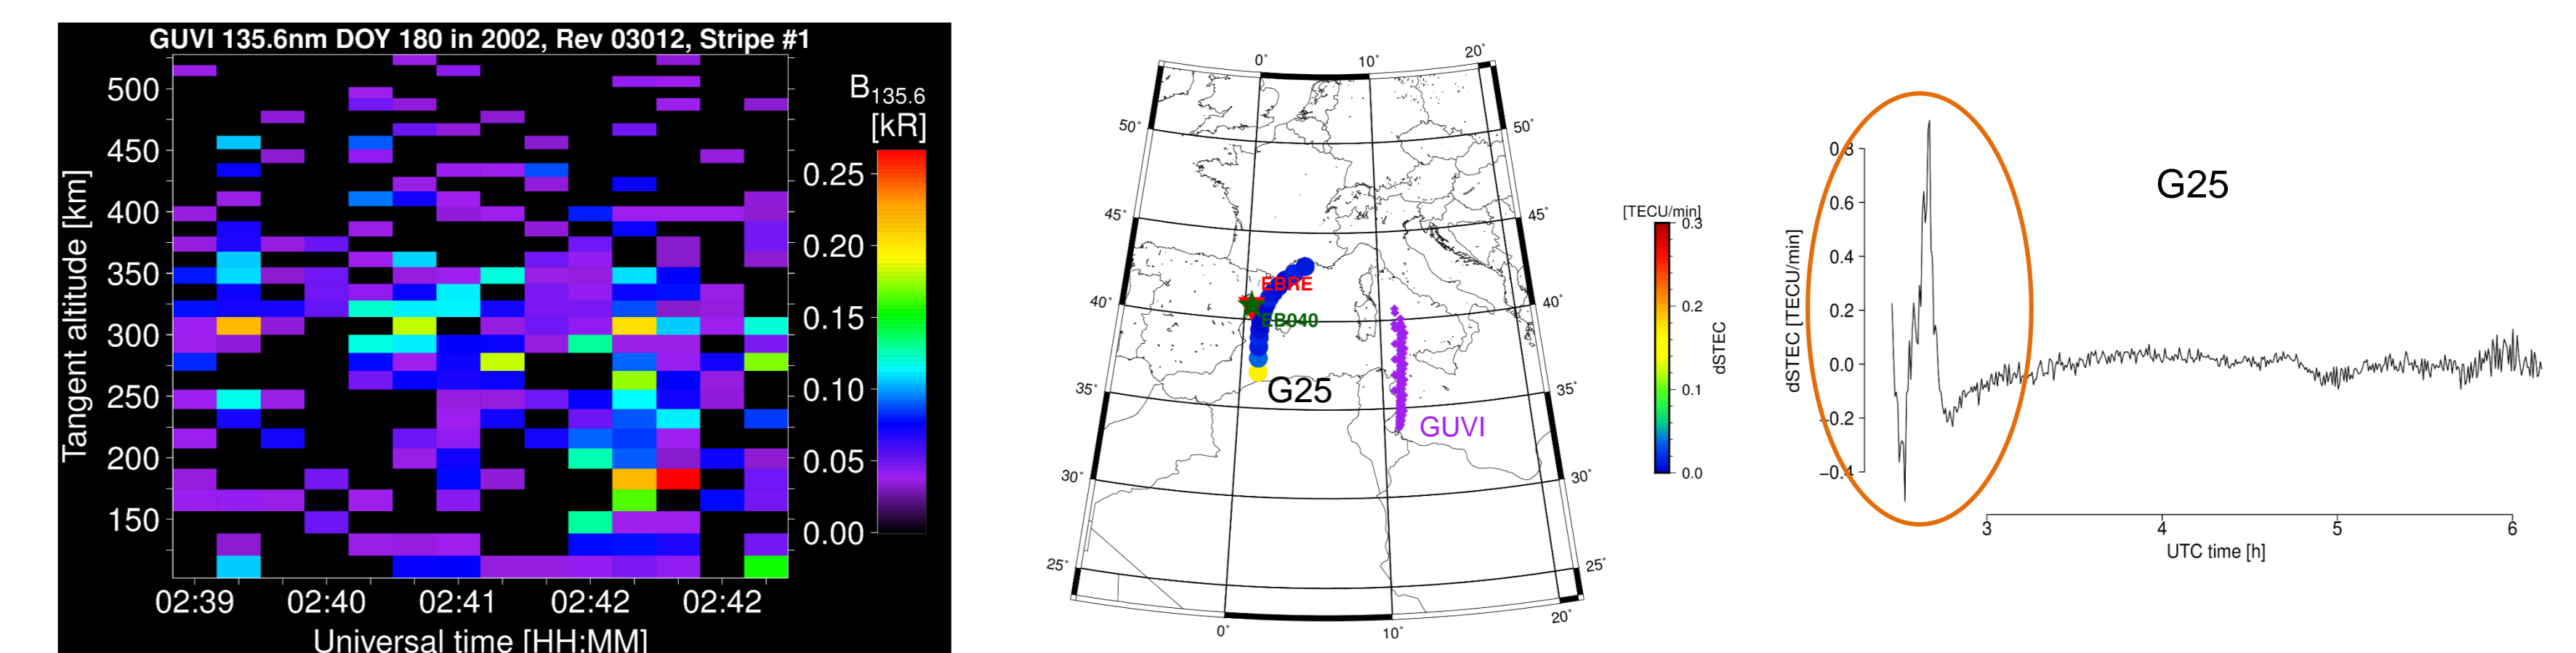 GUVI 135.6nm DOY 180 in 2002, Rev 03012, Stripe #1
B135.6
[kR]
500
450
400
350
300
250
200
150
Tangent altitude [km]
0.25
0.20
0.15
0.10
0.05
0.00
02:39 02:40 02:41 02:42 02:42
Universal time [HH:MM]
0° 10° 20°
50° 50°
45° 45°
40° 40°
35° 35°
30° 30°
25° 25°
0° 10° 20°
EBRE
EB040
G25
GUVI
[TECU/min]
0.3
0.2
0.1
0.0
dSTEC
G25
0.8
0.6
0.4
0.2
0.0
-0.2
-0.4
dSTEC [TECU/min]
3 4 5 6
UTC time [h]